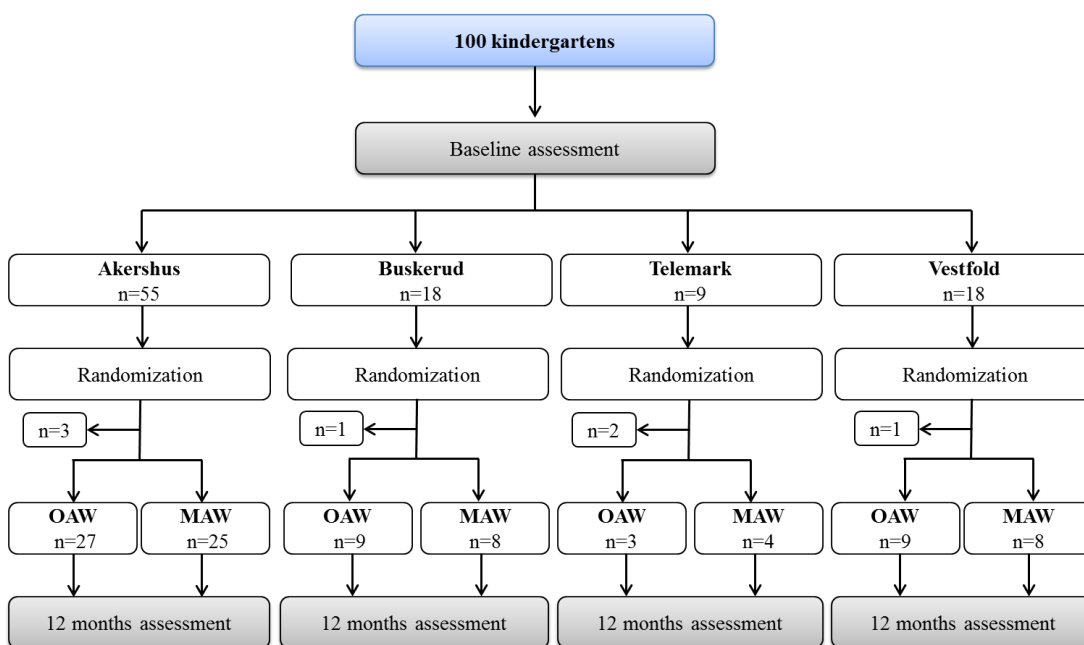 100 kindergartens
Baseline assessment
Akershus
n=55
Buskerud
n=18
Telemark
n=9
Vestfold
n=18
Randomization
Randomization
Randomization
Randomization
n=3
n=1
n=2
n=1
OAW
n=27
MAW
n=25
OAW
n=9
MAW
n=8
OAW
n=3
MAW
n=4
OAW
n=9
MAW
n=8
12 months assessment
12 months assessment
12 months assessment
12 months assessment